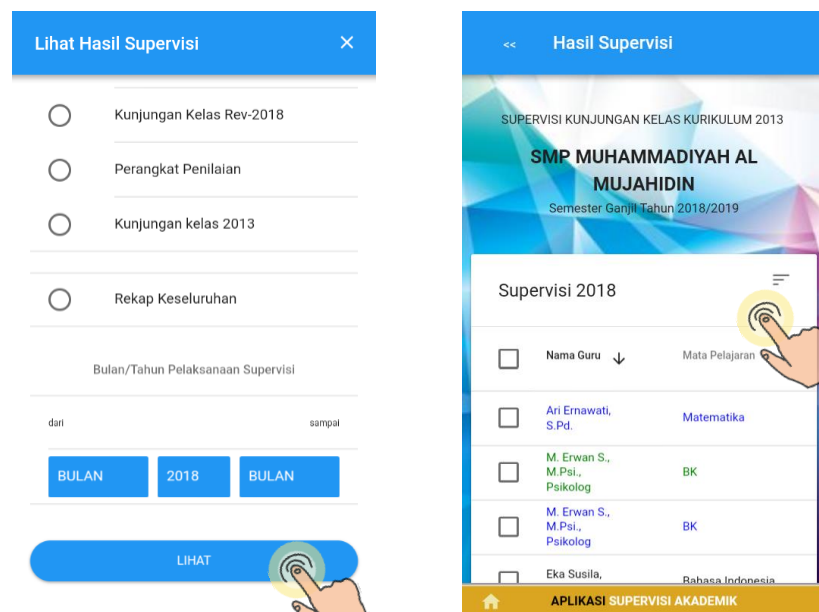 Lihat Hasil Supervisi ×
Kunjungan Kelas Rev-2018
Perangkat Penilaian
Kunjungan kelas 2013
Rekap Keseluruhan
Bulan/Tahun Pelaksanaan Supervisi
dari sampai
BULAN 2018 BULAN
LIHAT
<< Hasil Supervisi
SUPERVISI KUNJUNGAN KELAS KURIKULUM 2013
SMP MUHAMMADIYAH AL
MUJAHIDIN
Semester Ganjil Tahun 2018/2019
Supervisi 2018
Nama Guru ↓ Mata Pelajaran
Ari Ernawati,
S.Pd. Matematika
M. Erwan S.,
M.Psi., BK
Psikolog
M. Erwan S.,
M.Psi., BK
Psikolog
Eka Susila,
Bahasa Indonesia
APLIKASI SUPERVISI AKADEMIK